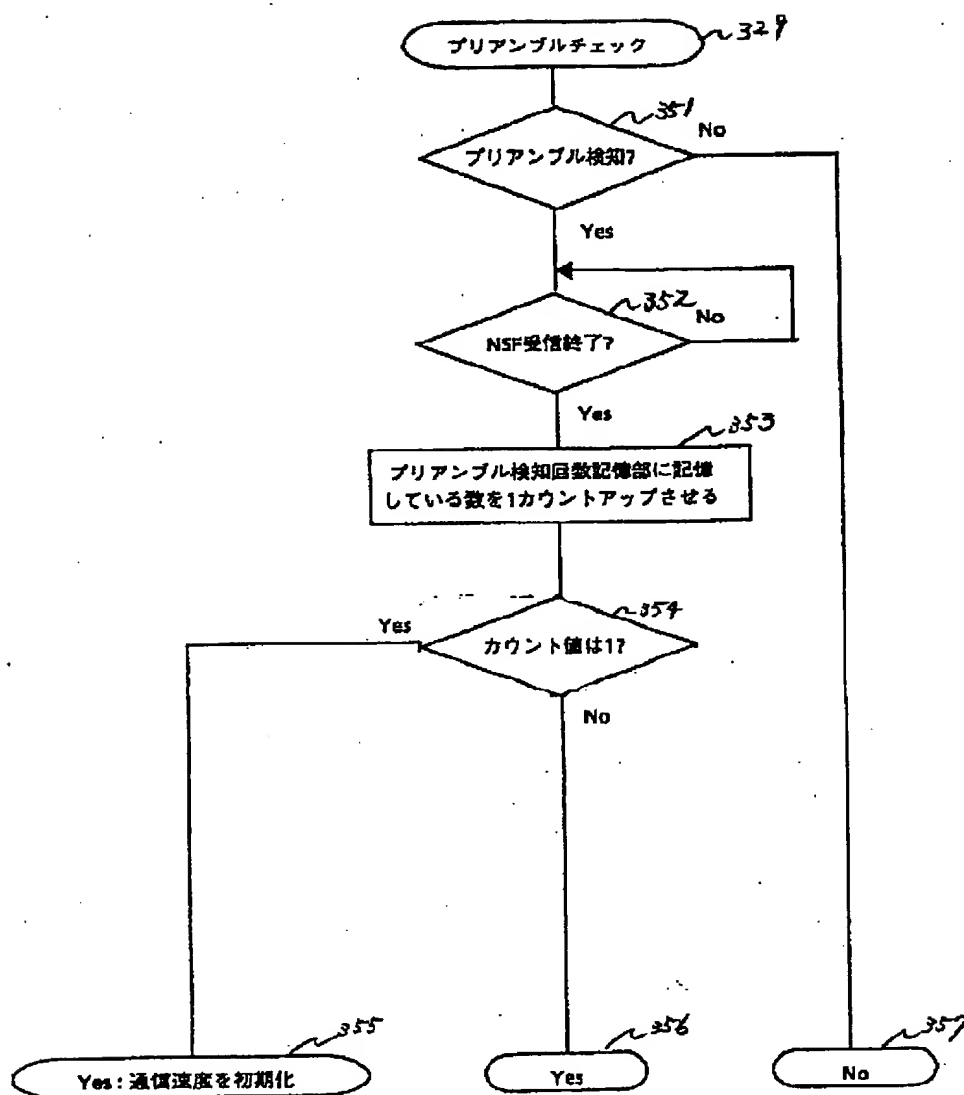 プリアンブルチェック
329
351
No
プリアンブル検知?
Yes
352
No
NSF受信終了?
Yes
353
プリアンブル検知回数記憶部に記憶
している数を1カウントアップさせる
354
Yes
カウント値は1?
No
355
356
357
Yes:通信速度を初期化
Yes
No